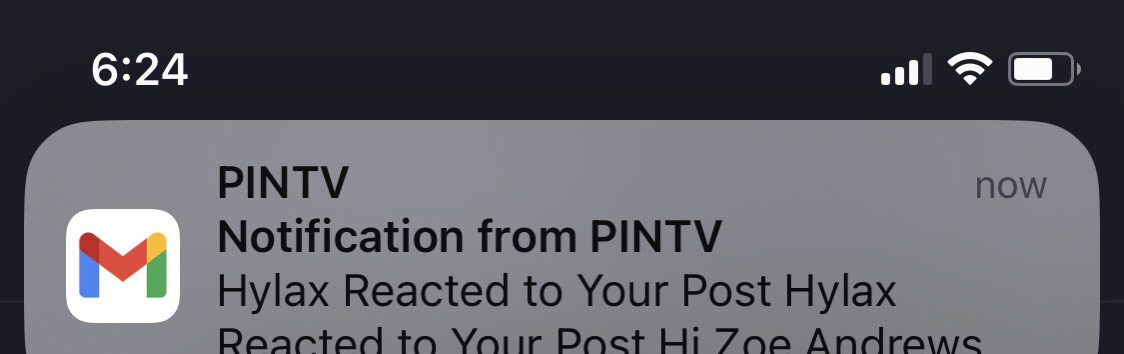 6:24
PINTV
now
Notification from PINTV
Hylax Reacted to Your Post Hylax
Reacted to Your Post Hi Zoe Andrews